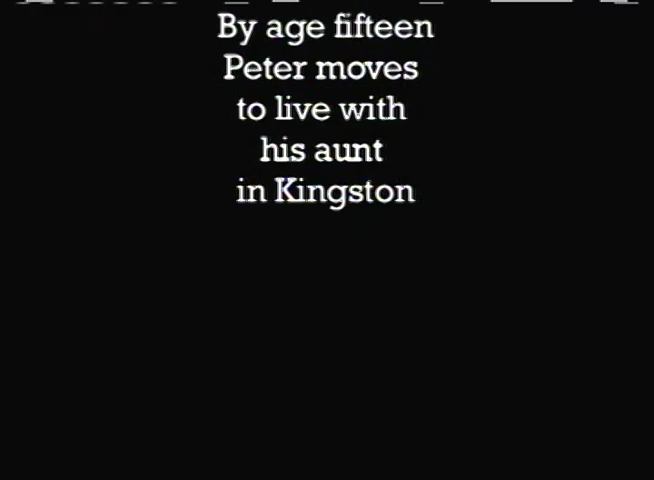 By age fifteen
Peter moves
to live with
his aunt
in Kingston